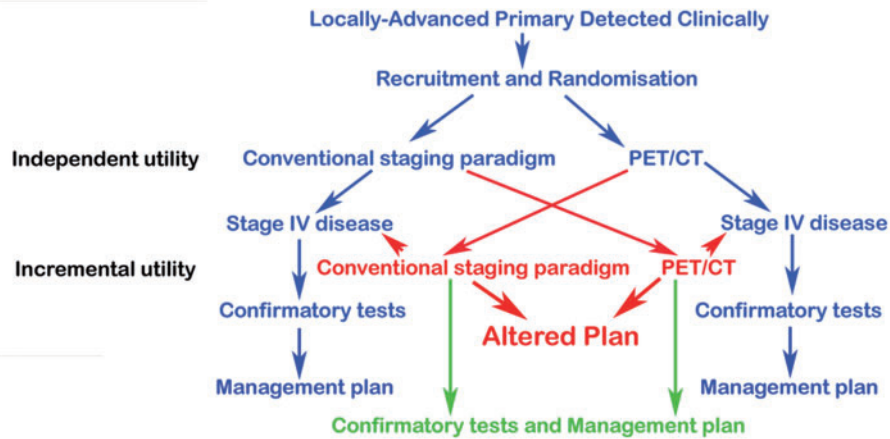 Locally-Advanced Primary Detected Clinically
Recruitment and Randomisation
Independent utility
Conventional staging paradigm
PET/CT
Stage IV disease
Stage IV disease
Incremental utility
Conventional staging paradigm
PET/CT
Confirmatory tests
Confirmatory tests
Altered Plan
Management plan
Management plan
Confirmatory tests and Management plan